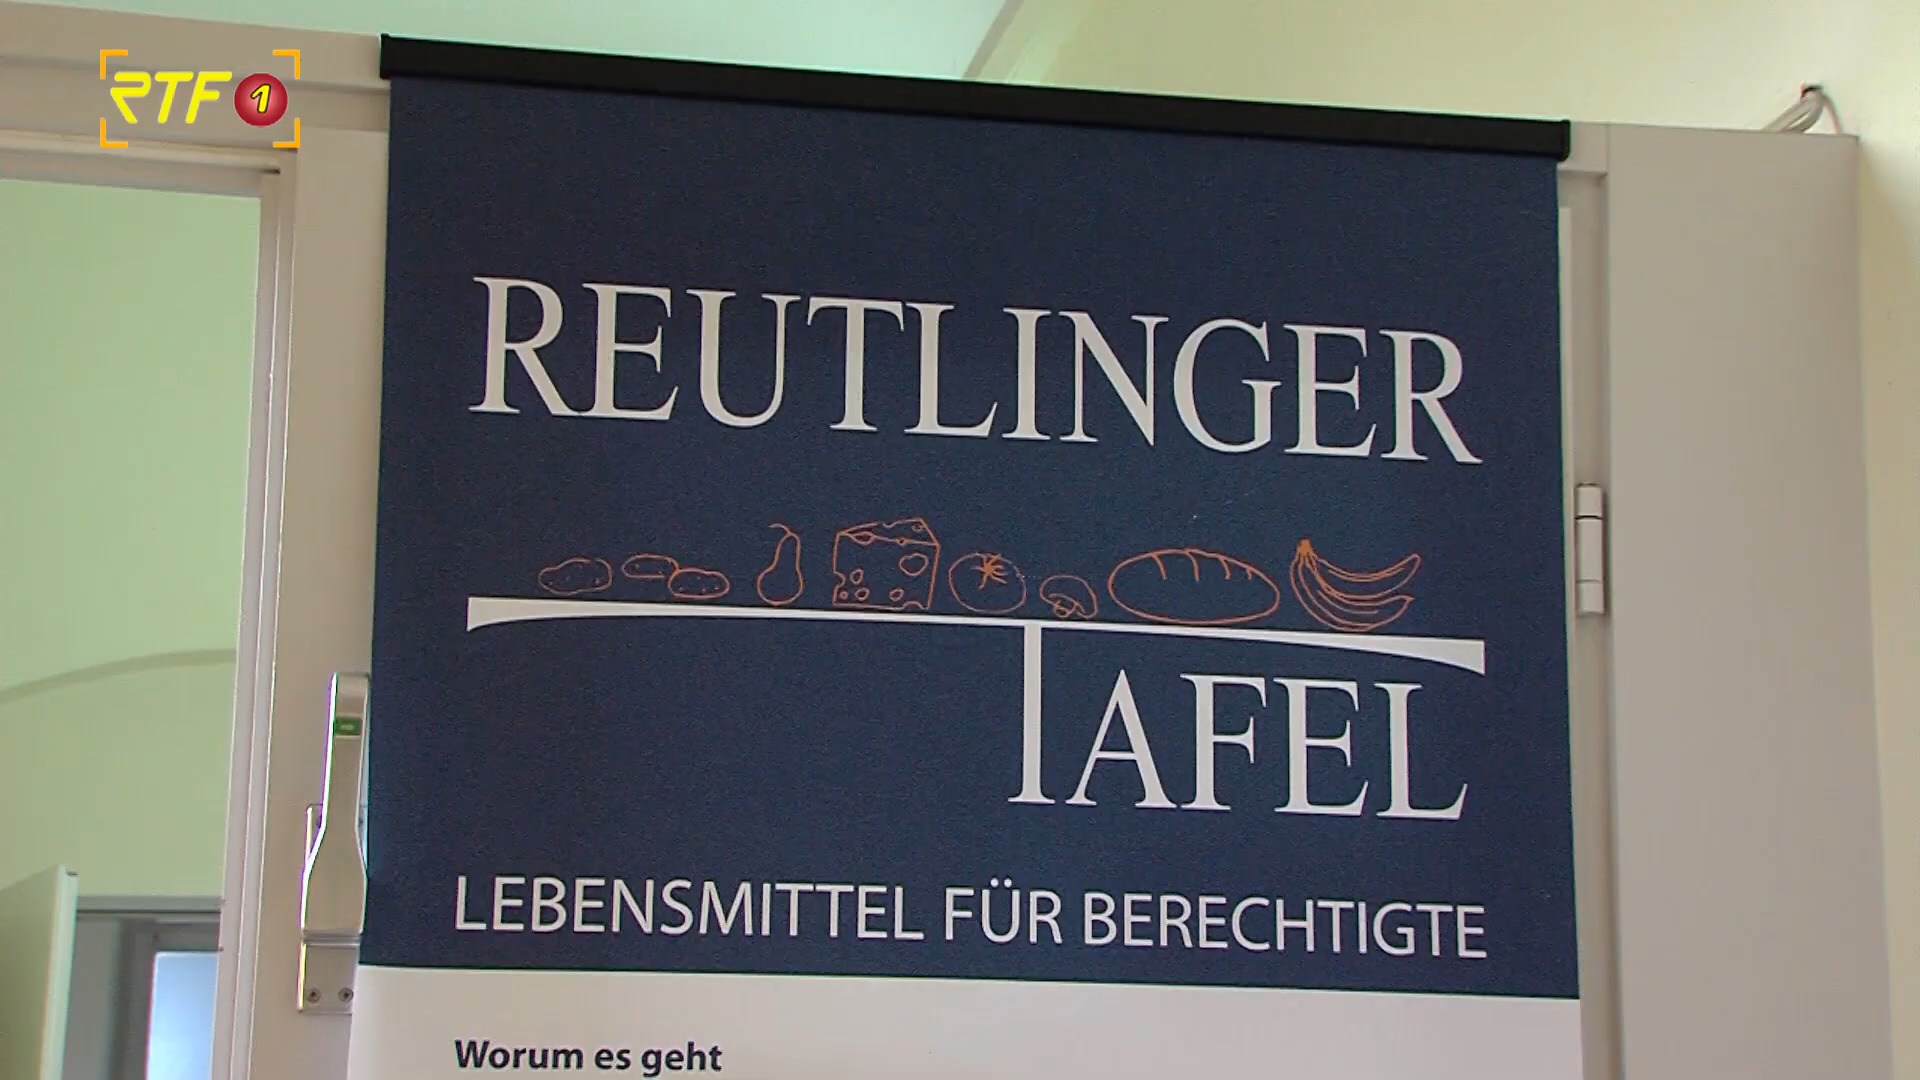 RTF 1
REUTLINGER
TAFEL
LEBENSMITTEL FÜR BERECHTIGTE
Worum es geht